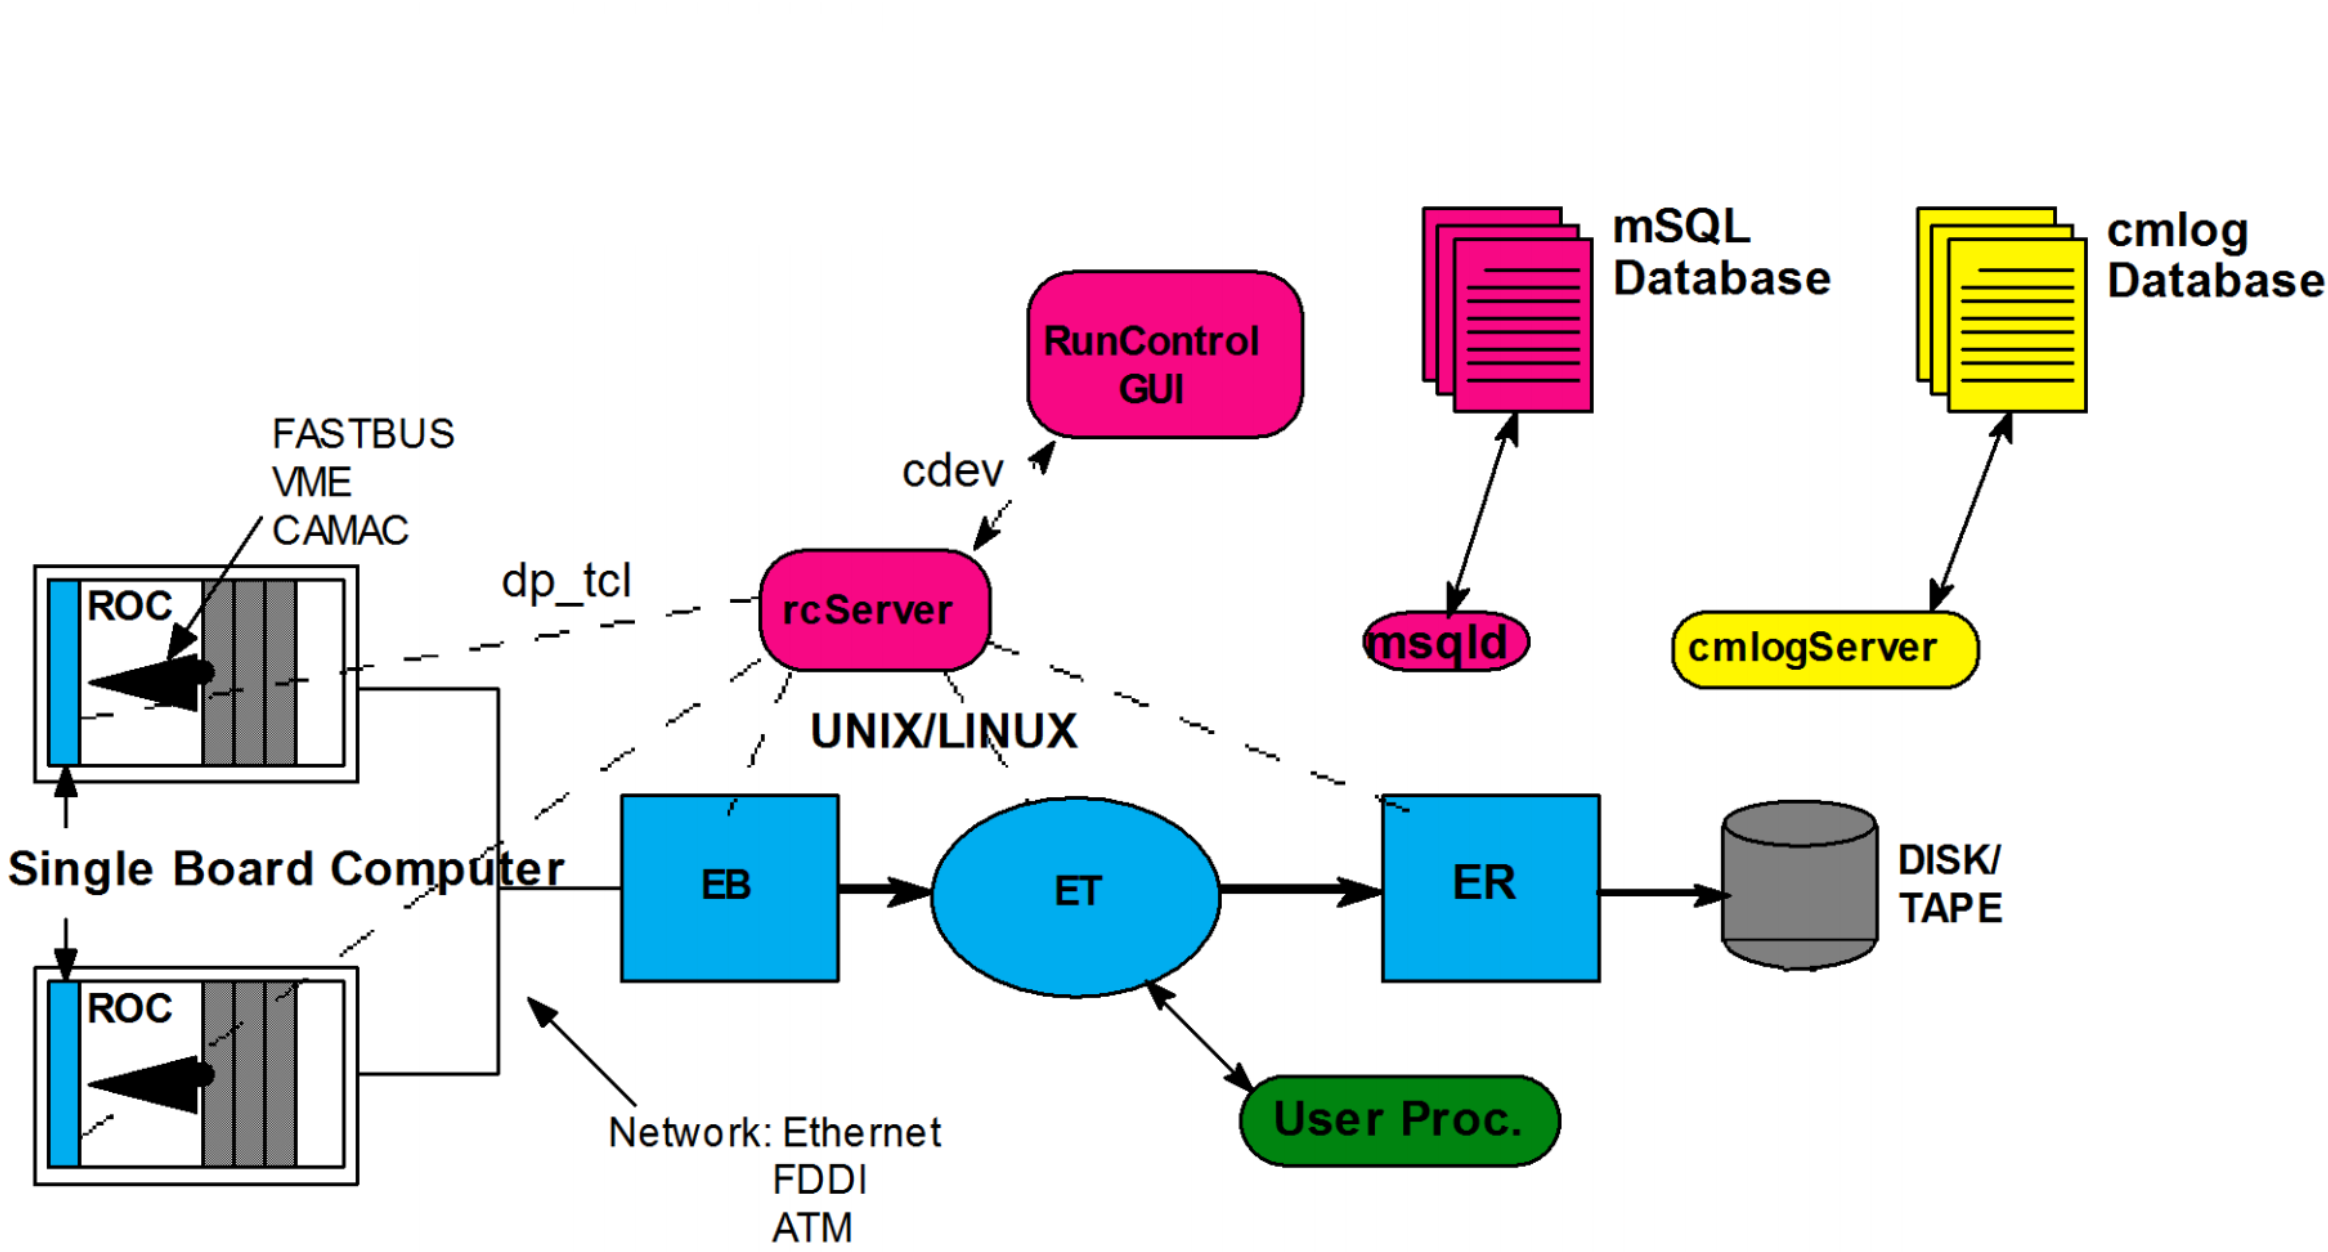 mSQL
Database
cmlog
Database
RunControl
GUI
FASTBUS
VME
CAMAC
cdev
dp_tcl
ROC
rcServer
msqld
cmlogServer
UNIX/LINUX
Single Board Computer
EB
ET
ER
DISK/
TAPE
ROC
User Proc.
Network: Ethernet
FDDI
ATM